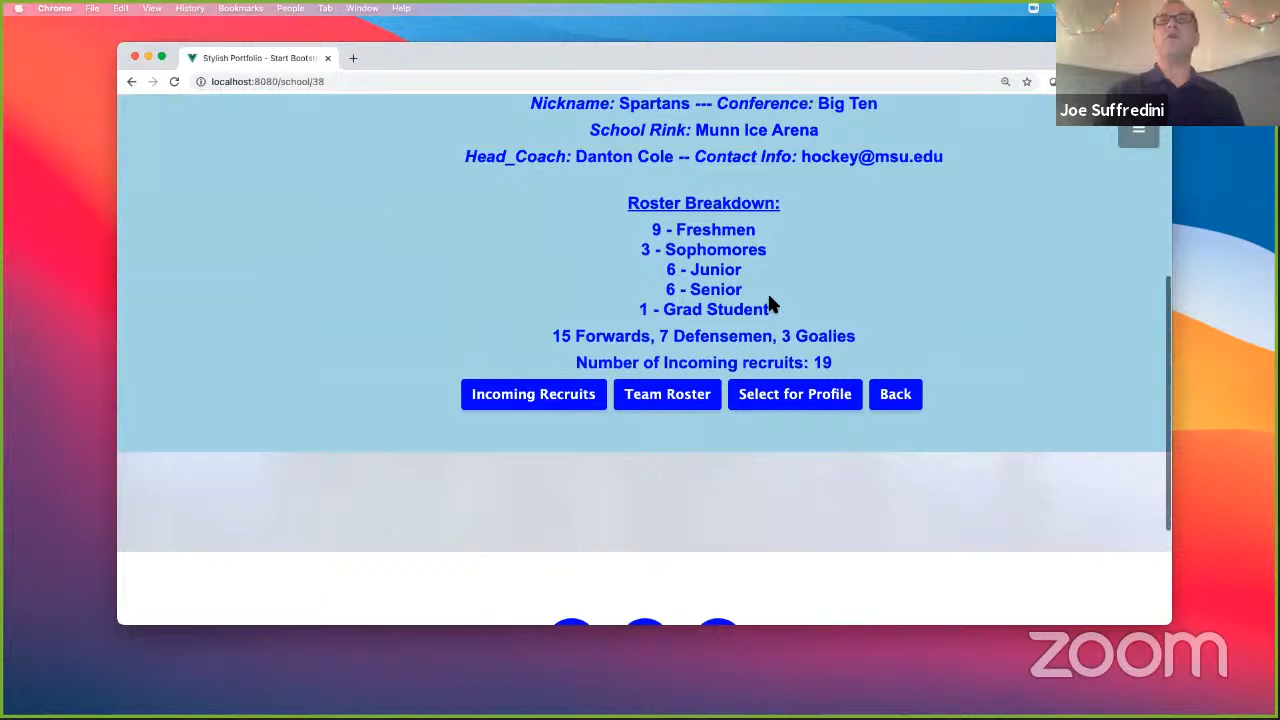 Chrome File Edit View History Bookmarks People Tab Window Help
Stylish Portfolio - Start Bootst
localhost:8080/school/38
Joe Suffredini
Nickname: Spartans --- Conference: Big Ten
School Rink: Munn Ice Arena
Head_Coach: Danton Cole -- Contact Info: hockey@msu.edu
Roster Breakdown:
9 - Freshmen
3 - Sophomores
6 - Junior
6 - Senior
1 - Grad Student
15 Forwards, 7 Defensemen, 3 Goalies
Number of Incoming recruits: 19
Incoming Recruits Team Roster Select for Profile Back
zoom